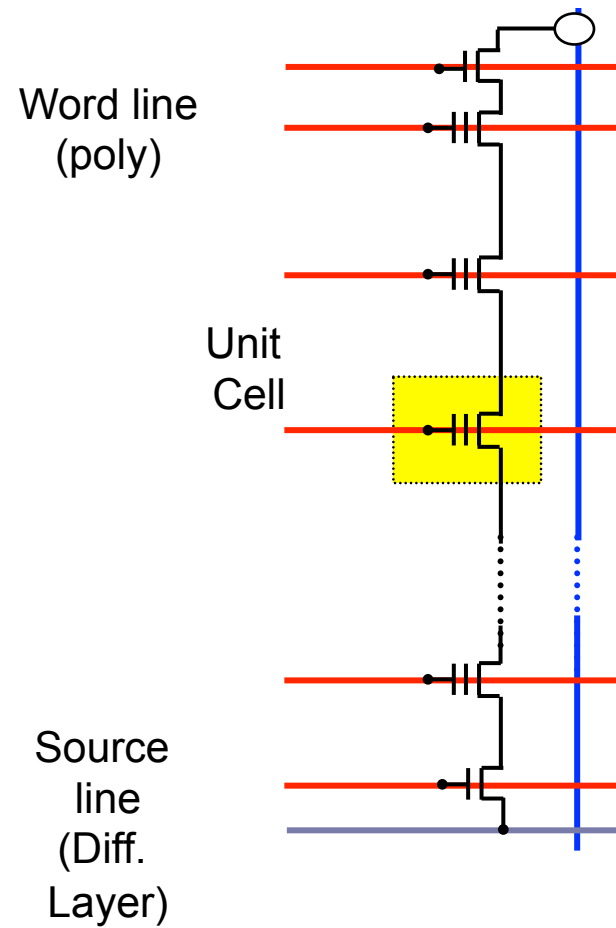 Word line
(poly)
Unit
Cell
Source
line
(Diff.
Layer)